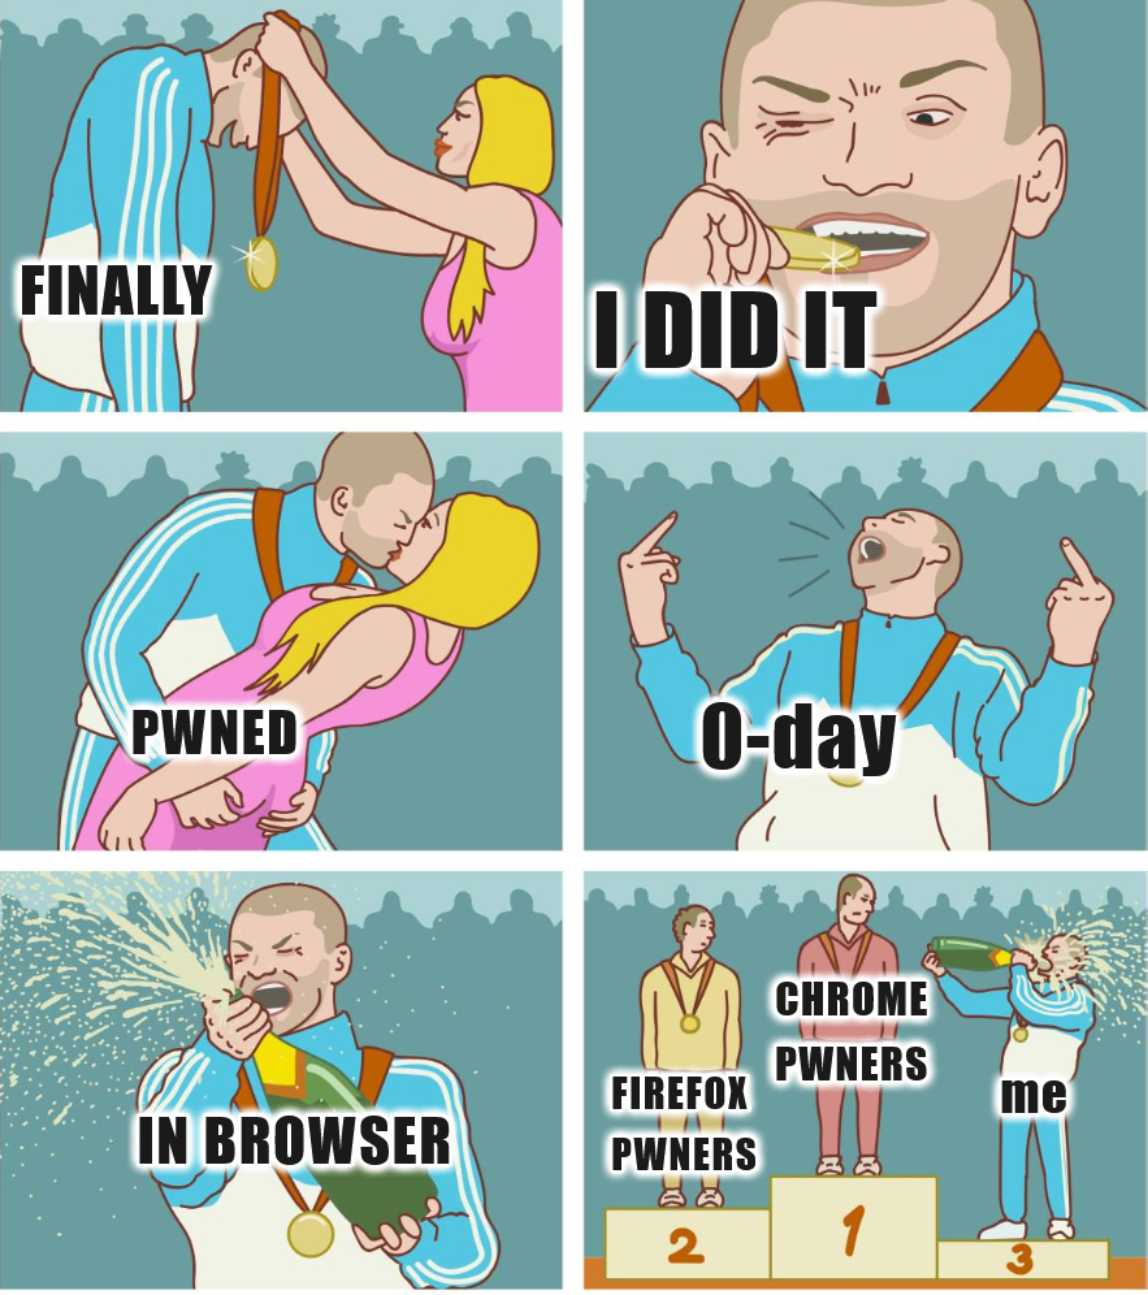 FINALLY
I DID IT
PWNED
0-day
IN BROWSER
CHROME
PWNERS
FIREFOX
PWNERS
me
2
1
3